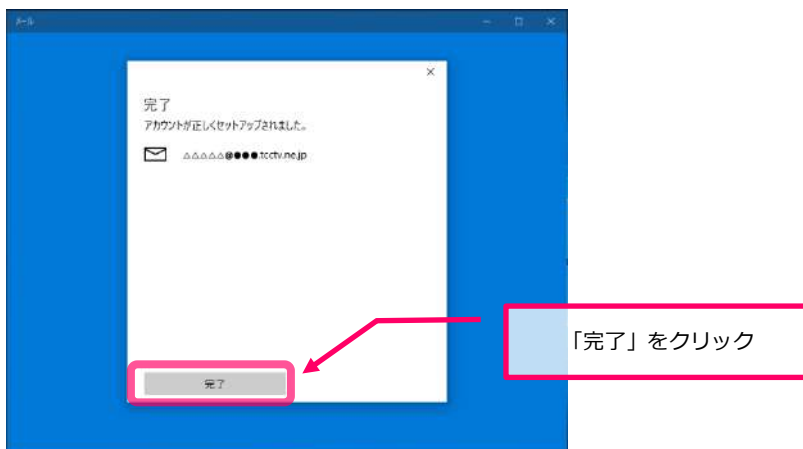 メール
完了
アカウントが正しくセットアップされました。
△△△△△@●●●.tcctv.ne.jp
「完了」をクリック
完了